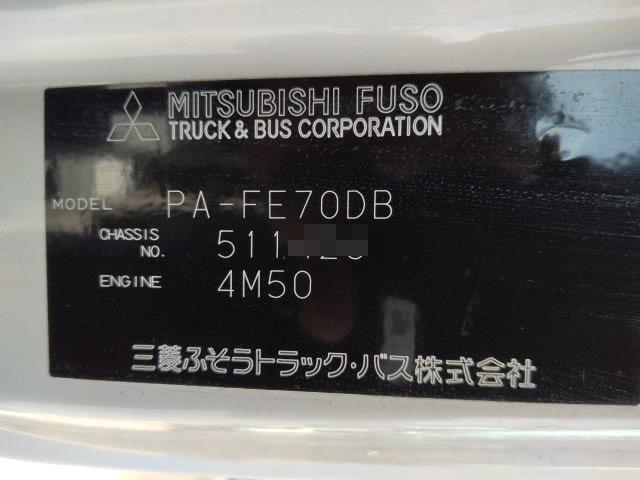 MITSUBISHI FUSO
TRUCK & BUS CORPORATION
MODEL PA-FE70DB
CHASSIS NO. 511
ENGINE 4M50
三菱ふそうトラック・バス株式会社